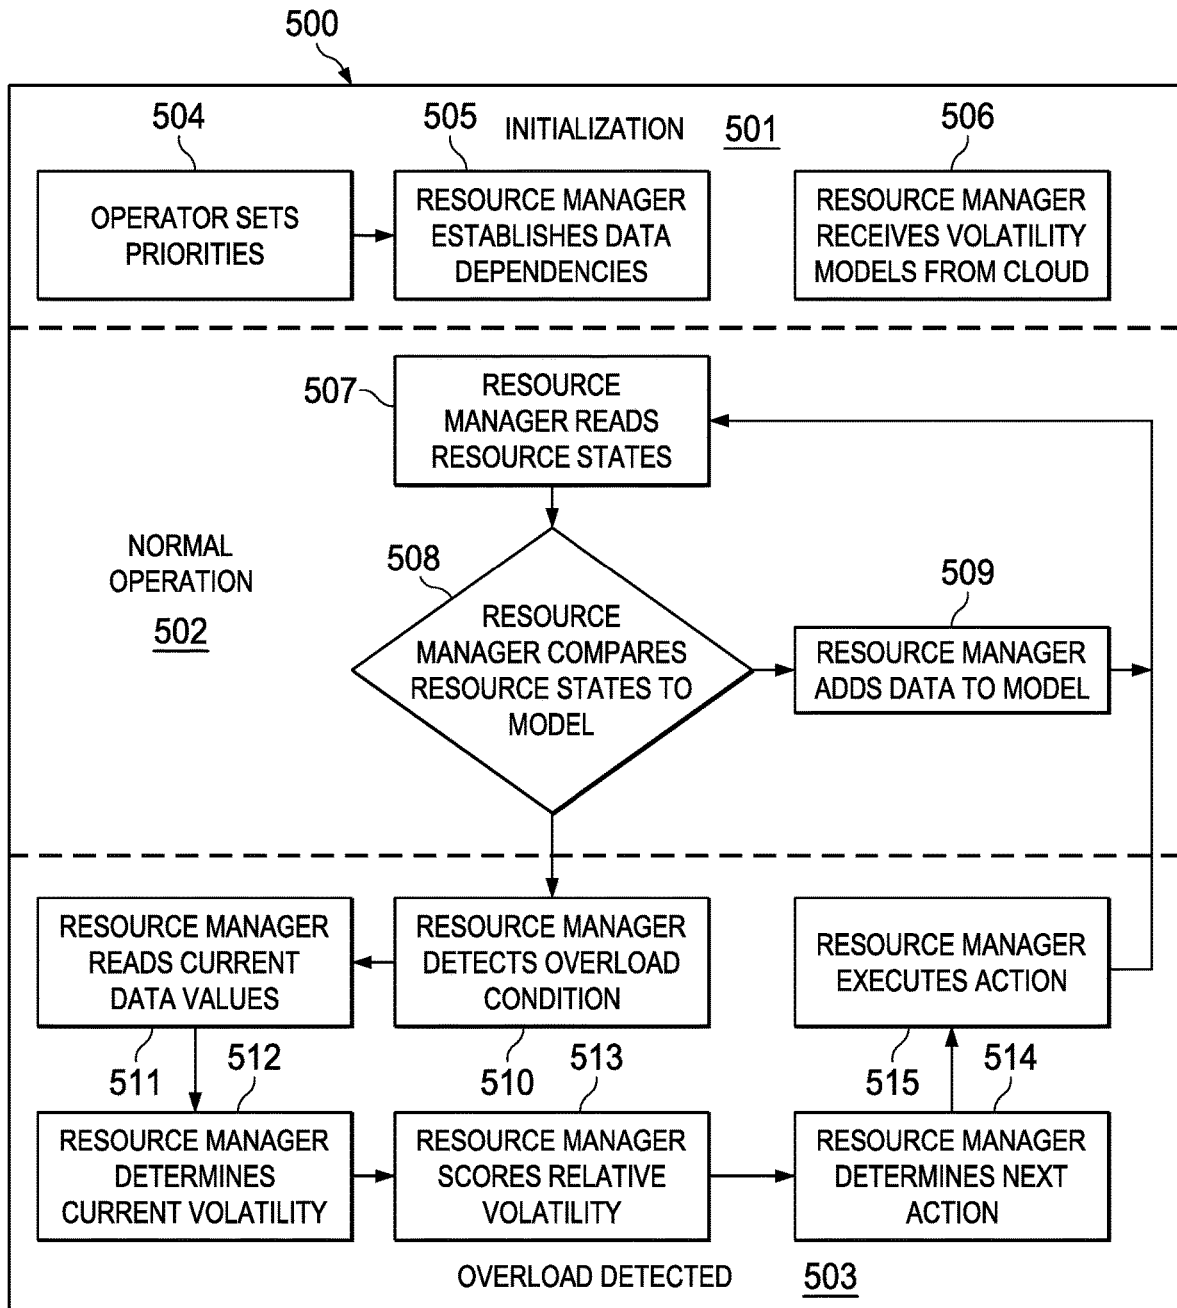 500
504
505
INITIALIZATION 501
506
OPERATOR SETS
PRIORITIES
RESOURCE MANAGER
ESTABLISHES DATA
DEPENDENCIES
RESOURCE MANAGER
RECEIVES VOLATILITY
MODELS FROM CLOUD
507
RESOURCE
MANAGER READS
RESOURCE STATES
NORMAL
OPERATION
502
508
RESOURCE
MANAGER COMPARES
RESOURCE STATES TO
MODEL
509
RESOURCE MANAGER
ADDS DATA TO MODEL
RESOURCE MANAGER
READS CURRENT
DATA VALUES
RESOURCE MANAGER
DETECTS OVERLOAD
CONDITION
RESOURCE MANAGER
EXECUTES ACTION
511
512
510
513
515
514
RESOURCE MANAGER
DETERMINES
CURRENT VOLATILITY
RESOURCE MANAGER
SCORES RELATIVE
VOLATILITY
RESOURCE MANAGER
DETERMINES NEXT
ACTION
OVERLOAD DETECTED 503